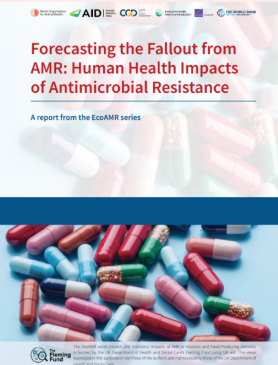 World Organisation
for Animal Health
AID
CGD
THE WORLD BANK
Forecasting the Fallout from
AMR: Human Health Impacts
of Antimicrobial Resistance
A report from the EcoAMR series
The
Fleming
Fund
The EcoAMR series (Health and Economic Impacts of AMR in Humans and Food-Producing Animals)
is funded by the UK Department of Health and Social Care's Fleming Fund using UK aid. The views
expressed in this publication are those of the authors and not necessarily those of the UK Department of
Health and Social Care.